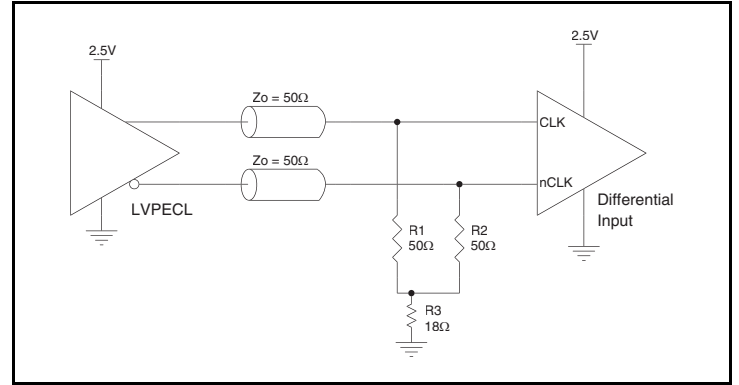 2.5V
2.5V
Zo = 50Ω
CLK
Zo = 50Ω
nCLK
LVPECL
Differential
Input
R1
50Ω
R2
50Ω
R3
18Ω